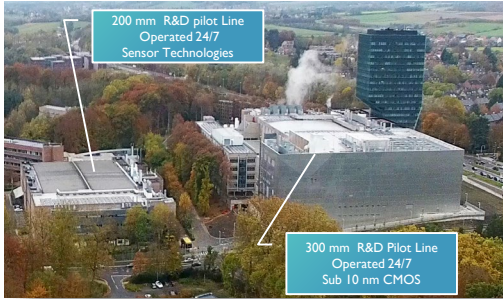 200 mm R&D pilot Line
Operated 24/7
Sensor Technologies
300 mm R&D Pilot Line
Operated 24/7
Sub 10 nm CMOS